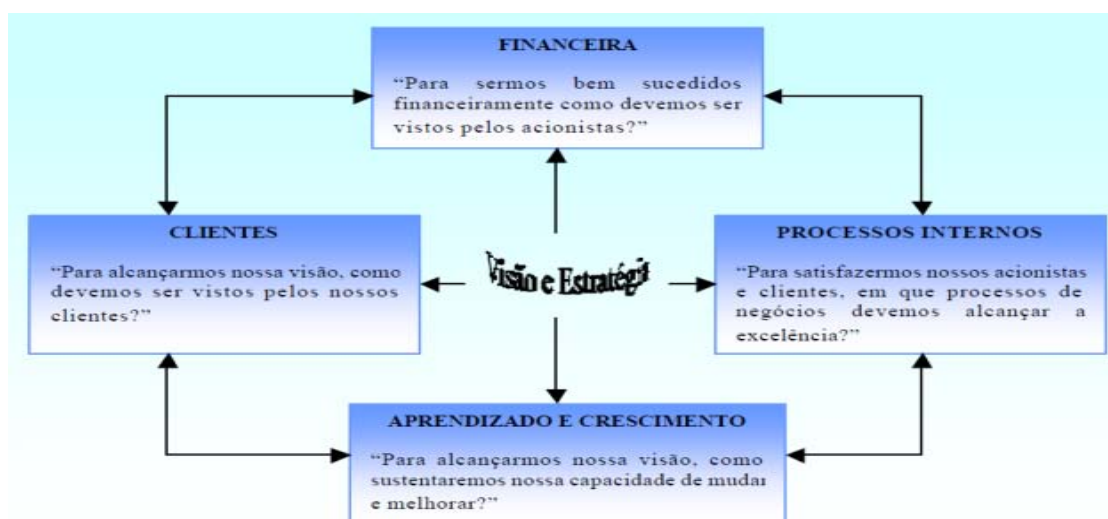 FINANCEIRA
“Para sermos bem sucedidos
financeiramente como devemos ser
vistos pelos acionistas?”
CLIENTES
“Para alcançarmos nossa visão, como
devemos ser vistos pelos nossos
clientes?”
Visão e Estratégi
PROCESSOS INTERNOS
“Para satisfazermos nossos acionistas
e clientes, em que processos de
negócios devemos alcançar a
excelência?”
APRENDIZADO E CRESCIMENTO
“Para alcançarmos nossa visão, como
sustentaremos nossa capacidade de mudar
e melhorar?”